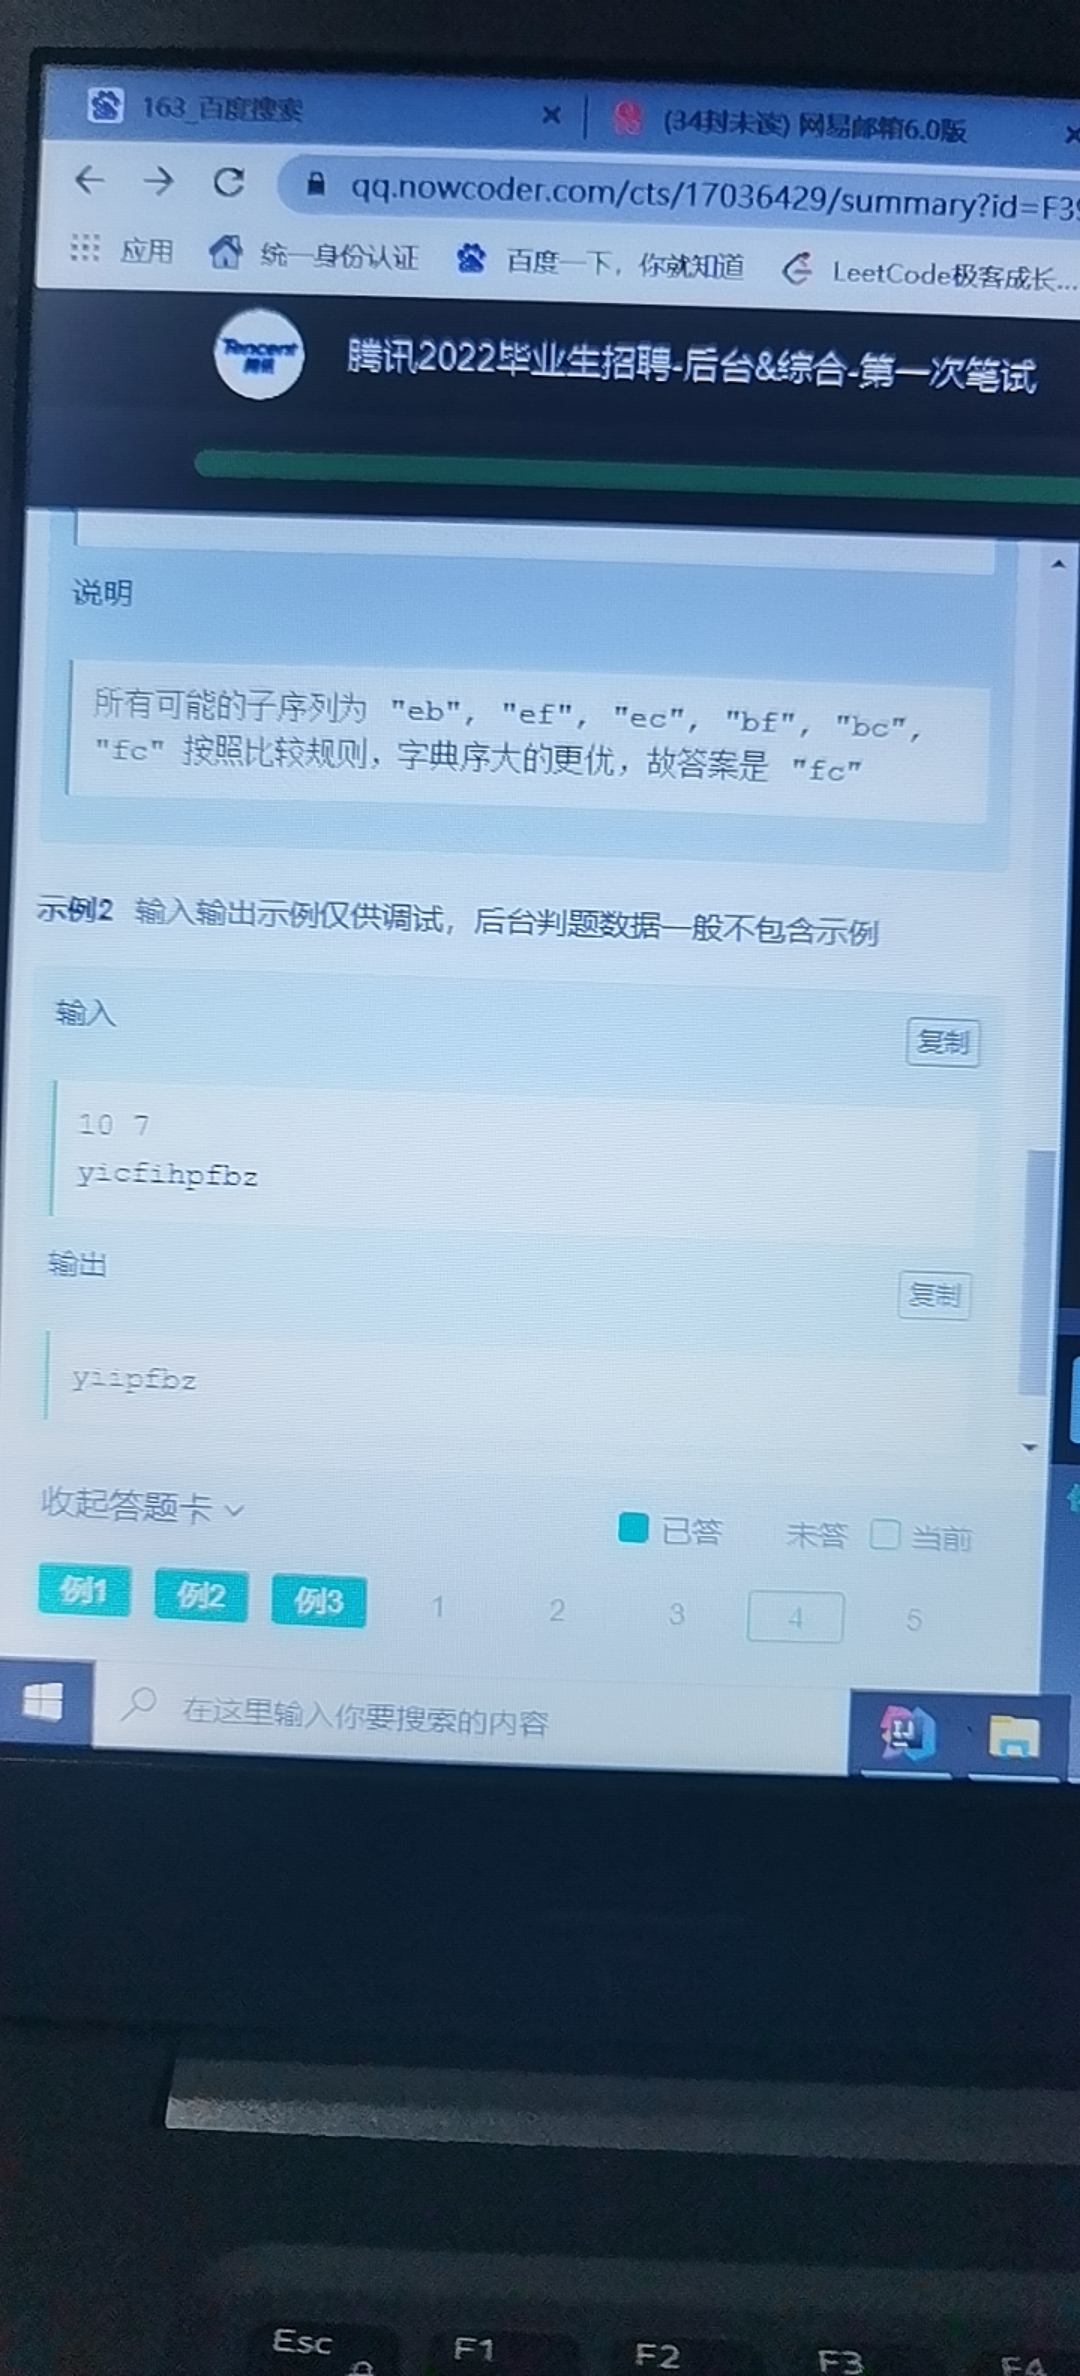 163_百度搜索
(34封未读) 网易邮箱6.0版
qq.nowcoder.com/cts/17036429/summary?id=F39
应用 统一身份认证 百度一下，你就知道 LeetCode极客成长...
Tencent 腾讯
腾讯2022毕业生招聘-后台&综合-第一次笔试
说明
所有可能的子序列为 "eb", "ef", "ec", "bf", "bc",
"fc" 按照比较规则，字典序大的更优，故答案是 "fc"
示例2 输入输出示例仅供调试，后台判题数据一般不包含示例
输入
复制
10 7
yicfihpfbz
输出
复制
yiipfbz
收起答题卡
已答 未答 当前
例1 例2 例3 1 2 3 4 5
在这里输入你要搜索的内容
IJ
Esc F1 F2 F3 F4